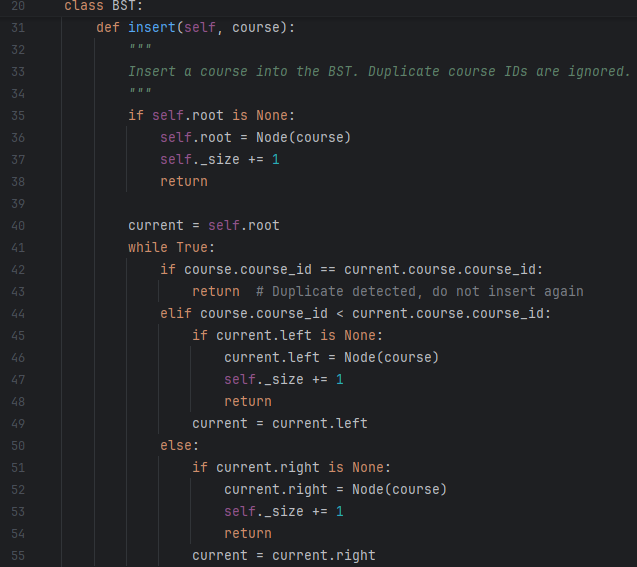 20 class BST:
31     def insert(self, course):
32         """
33         Insert a course into the BST. Duplicate course IDs are ignored.
34         """
35         if self.root is None:
36             self.root = Node(course)
37             self._size += 1
38             return
39
40         current = self.root
41         while True:
42             if course.course_id == current.course.course_id:
43                 return  # Duplicate detected, do not insert again
44             elif course.course_id < current.course.course_id:
45                 if current.left is None:
46                     current.left = Node(course)
47                     self._size += 1
48                     return
49                 current = current.left
50             else:
51                 if current.right is None:
52                     current.right = Node(course)
53                     self._size += 1
54                     return
55                 current = current.right